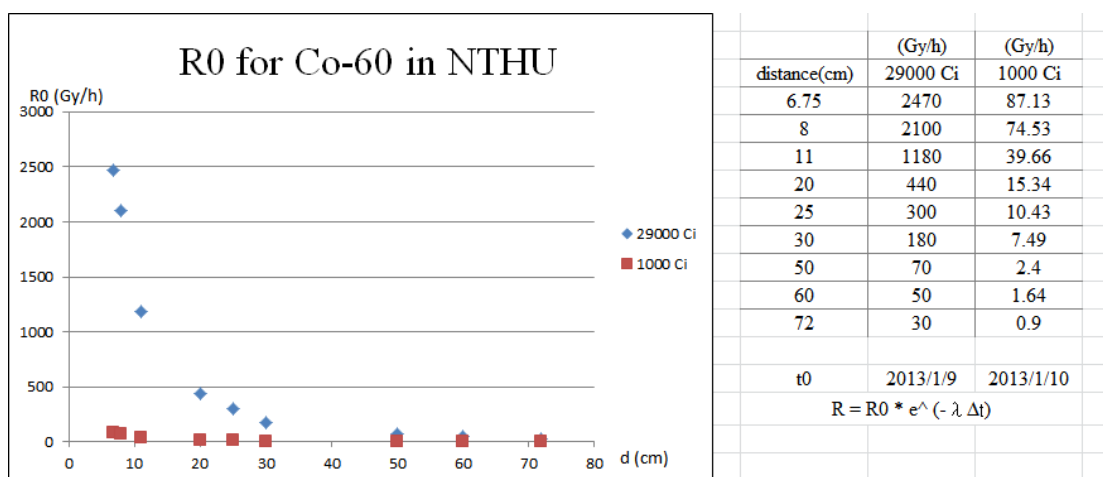 R0 for Co-60 in NTHU
R0 (Gy/h)
3000
2500
2000
1500
1000
500
0
0 10 20 30 40 50 60 70 80
d (cm)
29000 Ci
1000 Ci
(Gy/h) (Gy/h)
distance(cm) 29000 Ci 1000 Ci
6.75 2470 87.13
8 2100 74.53
11 1180 39.66
20 440 15.34
25 300 10.43
30 180 7.49
50 70 2.4
60 50 1.64
72 30 0.9
t0 2013/1/9 2013/1/10
R = R0 * e^ (- λ Δt)